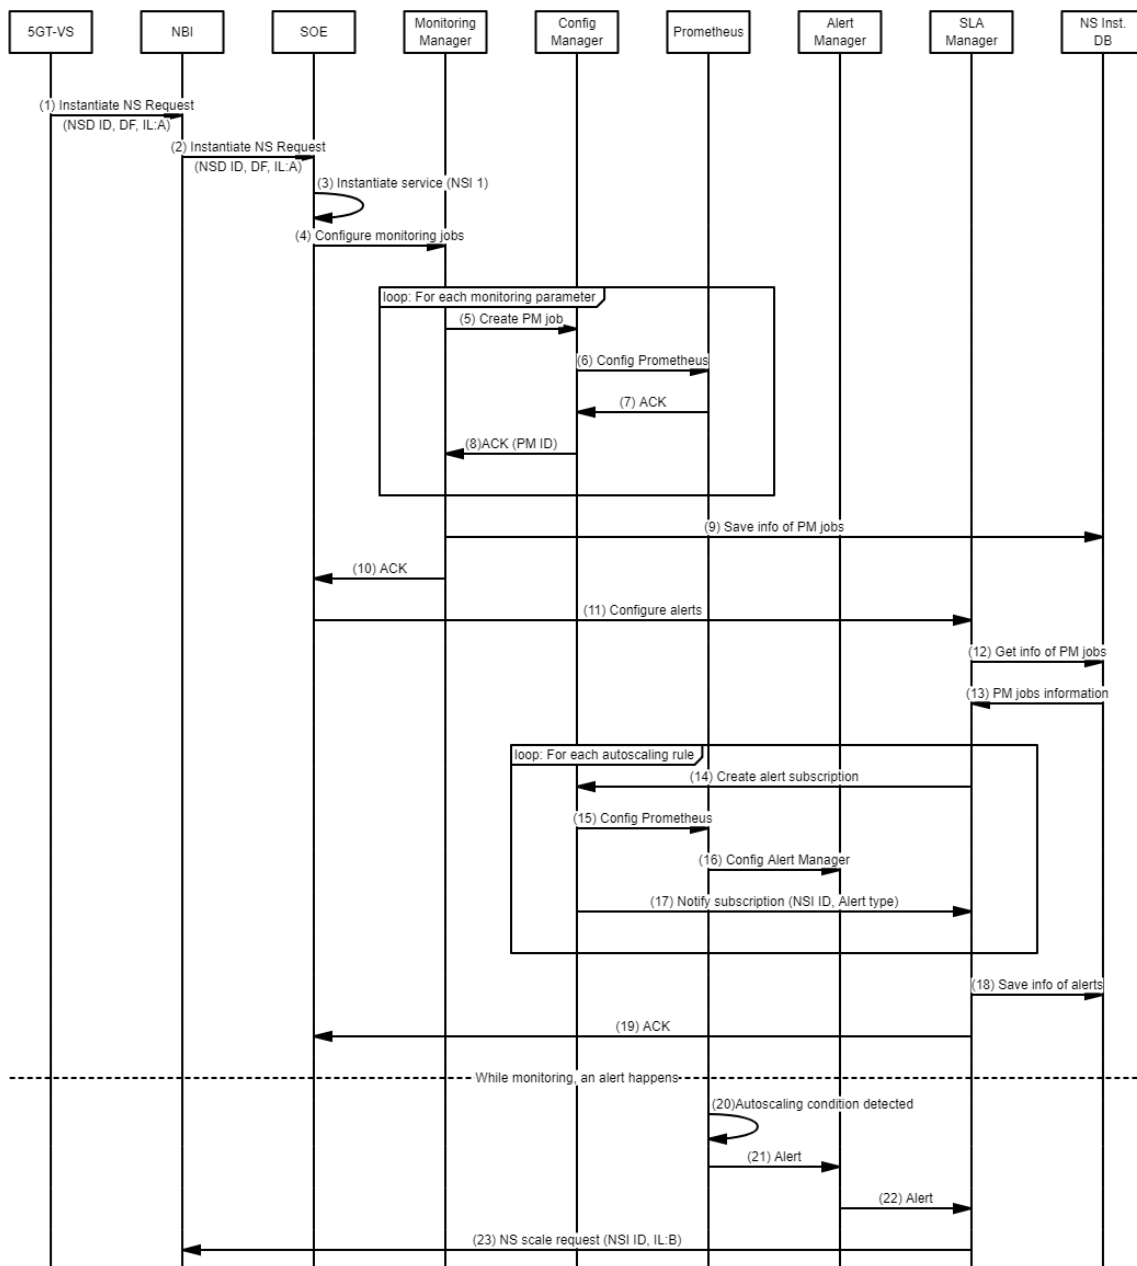 5GT-VS
NBI
SOE
Monitoring
Manager
Config
Manager
Prometheus
Alert
Manager
SLA
Manager
NS Inst.
DB
(1) Instantiate NS Request
(NSD ID, DF, IL:A)
(2) Instantiate NS Request
(NSD ID, DF, IL:A)
(3) Instantiate service (NSI 1)
(4) Configure monitoring jobs
loop: For each monitoring parameter
(5) Create PM job
(6) Config Prometheus
(7) ACK
(8)ACK (PM ID)
(9) Save info of PM jobs
(10) ACK
(11) Configure alerts
(12) Get info of PM jobs
(13) PM jobs information
loop: For each autoscaling rule
(14) Create alert subscription
(15) Config Prometheus
(16) Config Alert Manager
(17) Notify subscription (NSI ID, Alert type)
(18) Save info of alerts
(19) ACK
While monitoring, an alert happens
(20)Autoscaling condition detected
(21) Alert
(22) Alert
(23) NS scale request (NSI ID, IL:B)